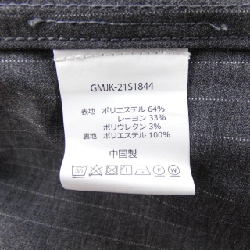 GMJK-21S1844
表地 ポリエステル 64%
レーヨン 33%
ポリウレタン 3%
裏地 ポリエステル 100%
中国製